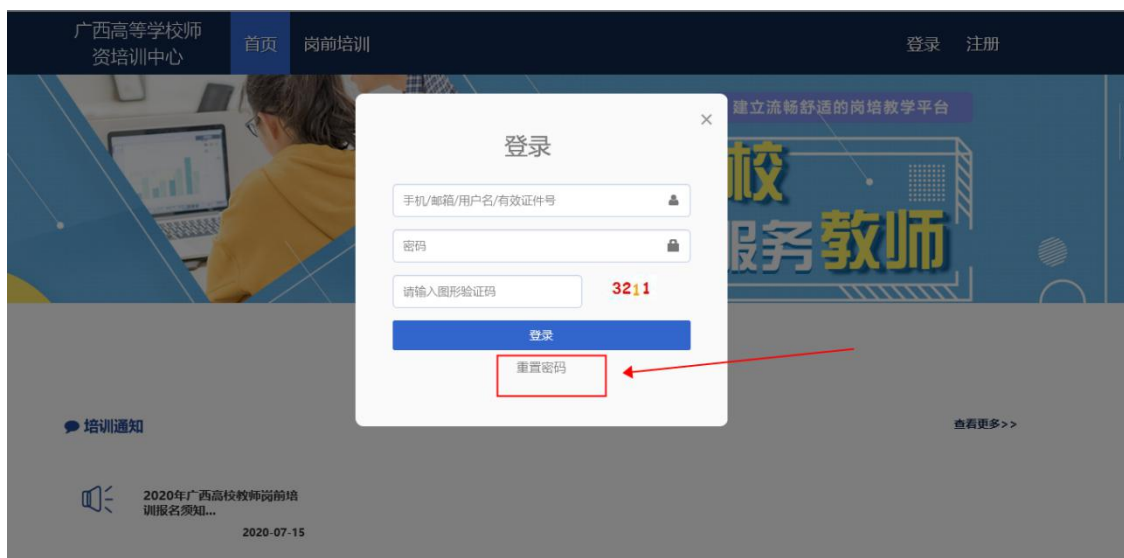 广西高等学校师
资培训中心
首页
岗前培训
登录
注册
建立流畅舒适的岗培教学平台
校
服务教师
×
登录
手机/邮箱/用户名/有效证件号
密码
请输入图形验证码
3211
登录
重置密码
培训通知
查看更多>>
2020年广西高校教师岗前培
训报名须知...
2020-07-15